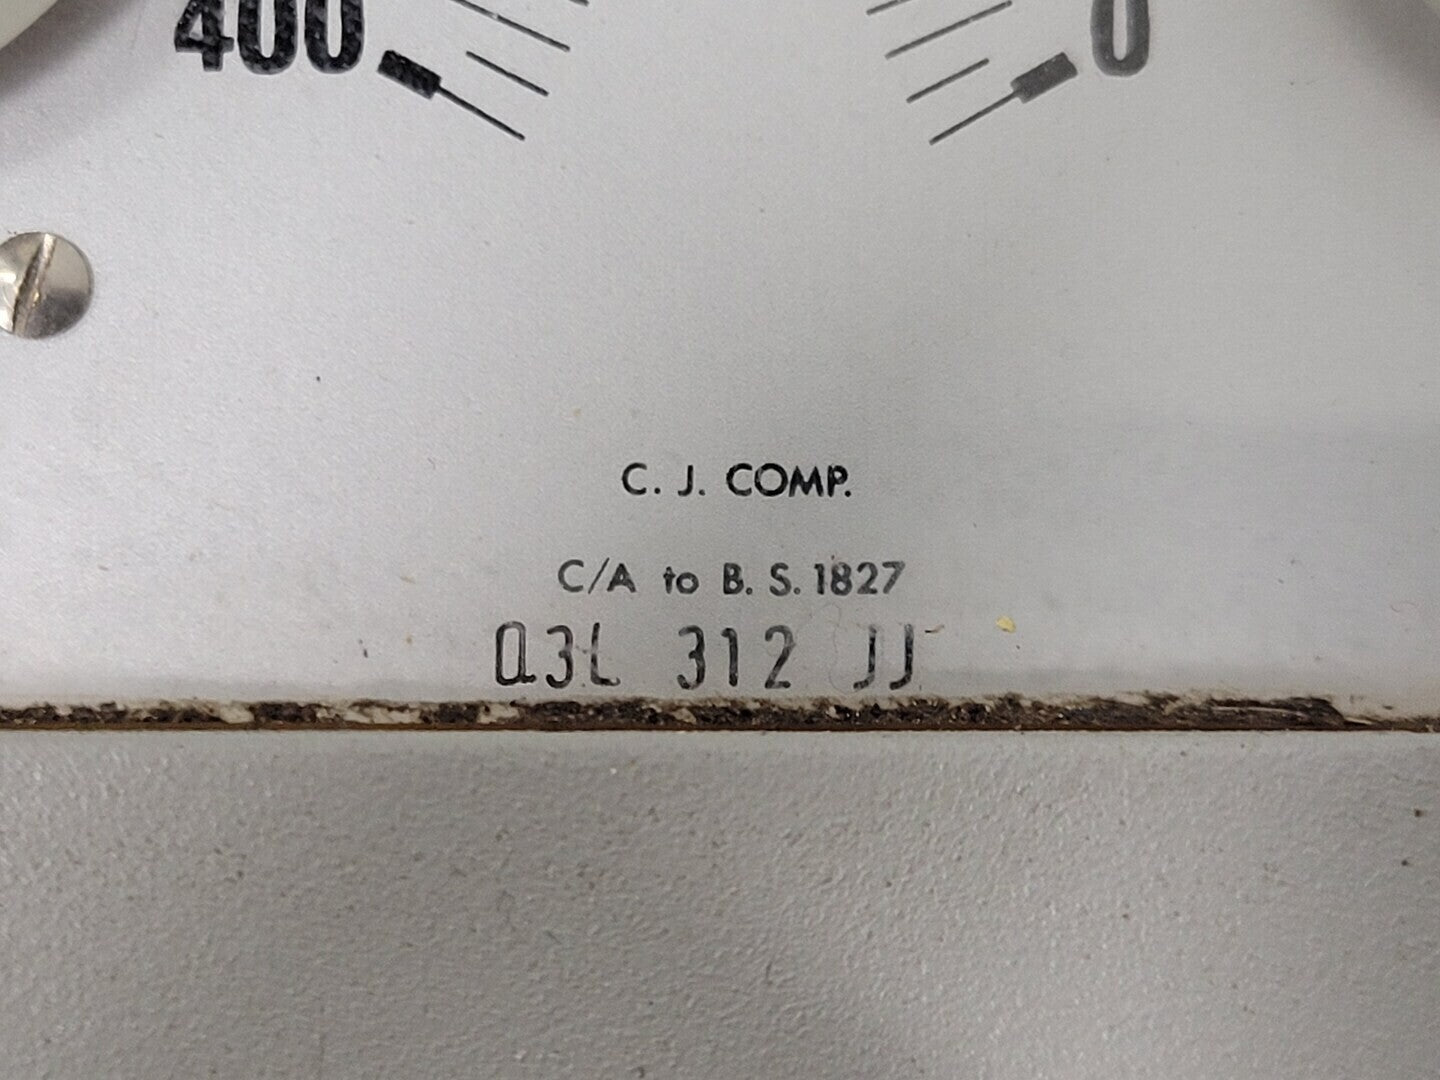 400 0
C. J. COMP.
C/A to B. S. 1827
Q3L 312 JJ